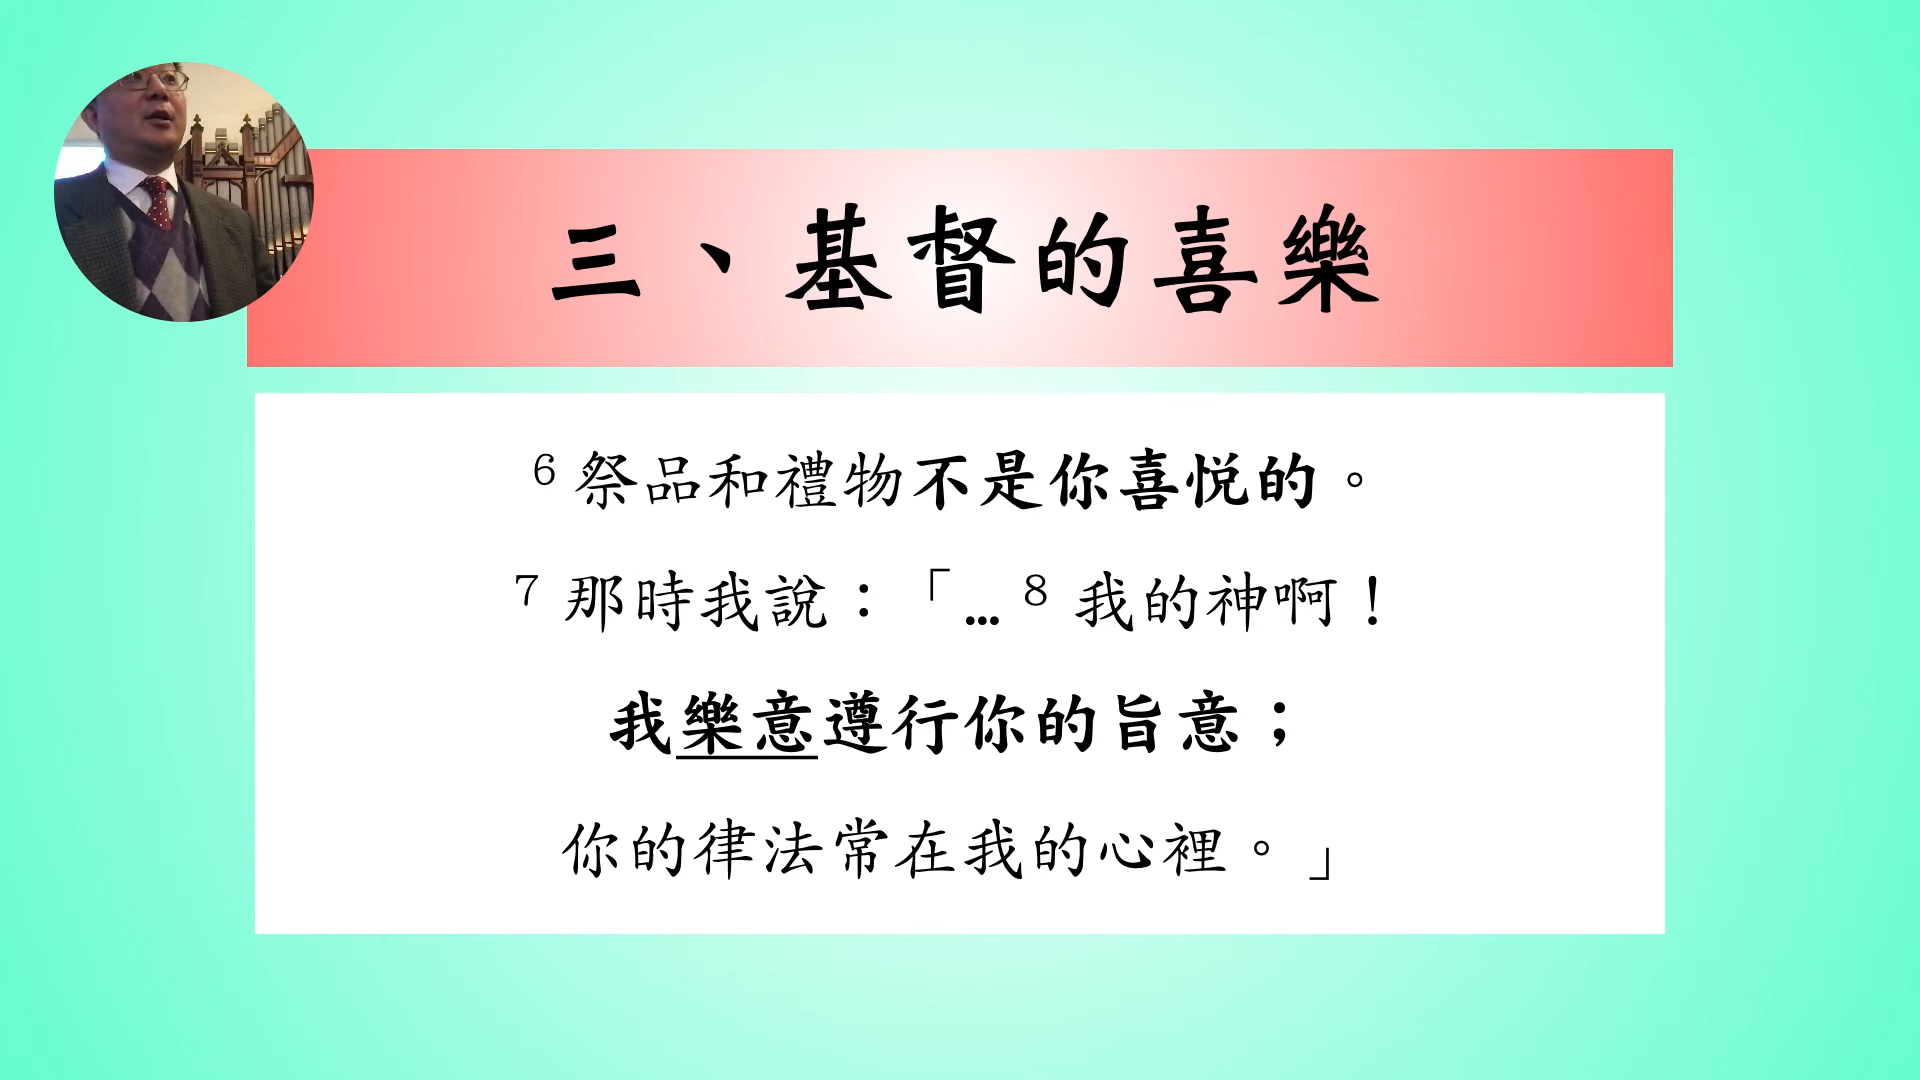 三、基督的喜樂
6 祭品和禮物不是你喜悦的。
7 那時我說：「…8 我的神啊！
我樂意遵行你的旨意；
你的律法常在我的心裡。」